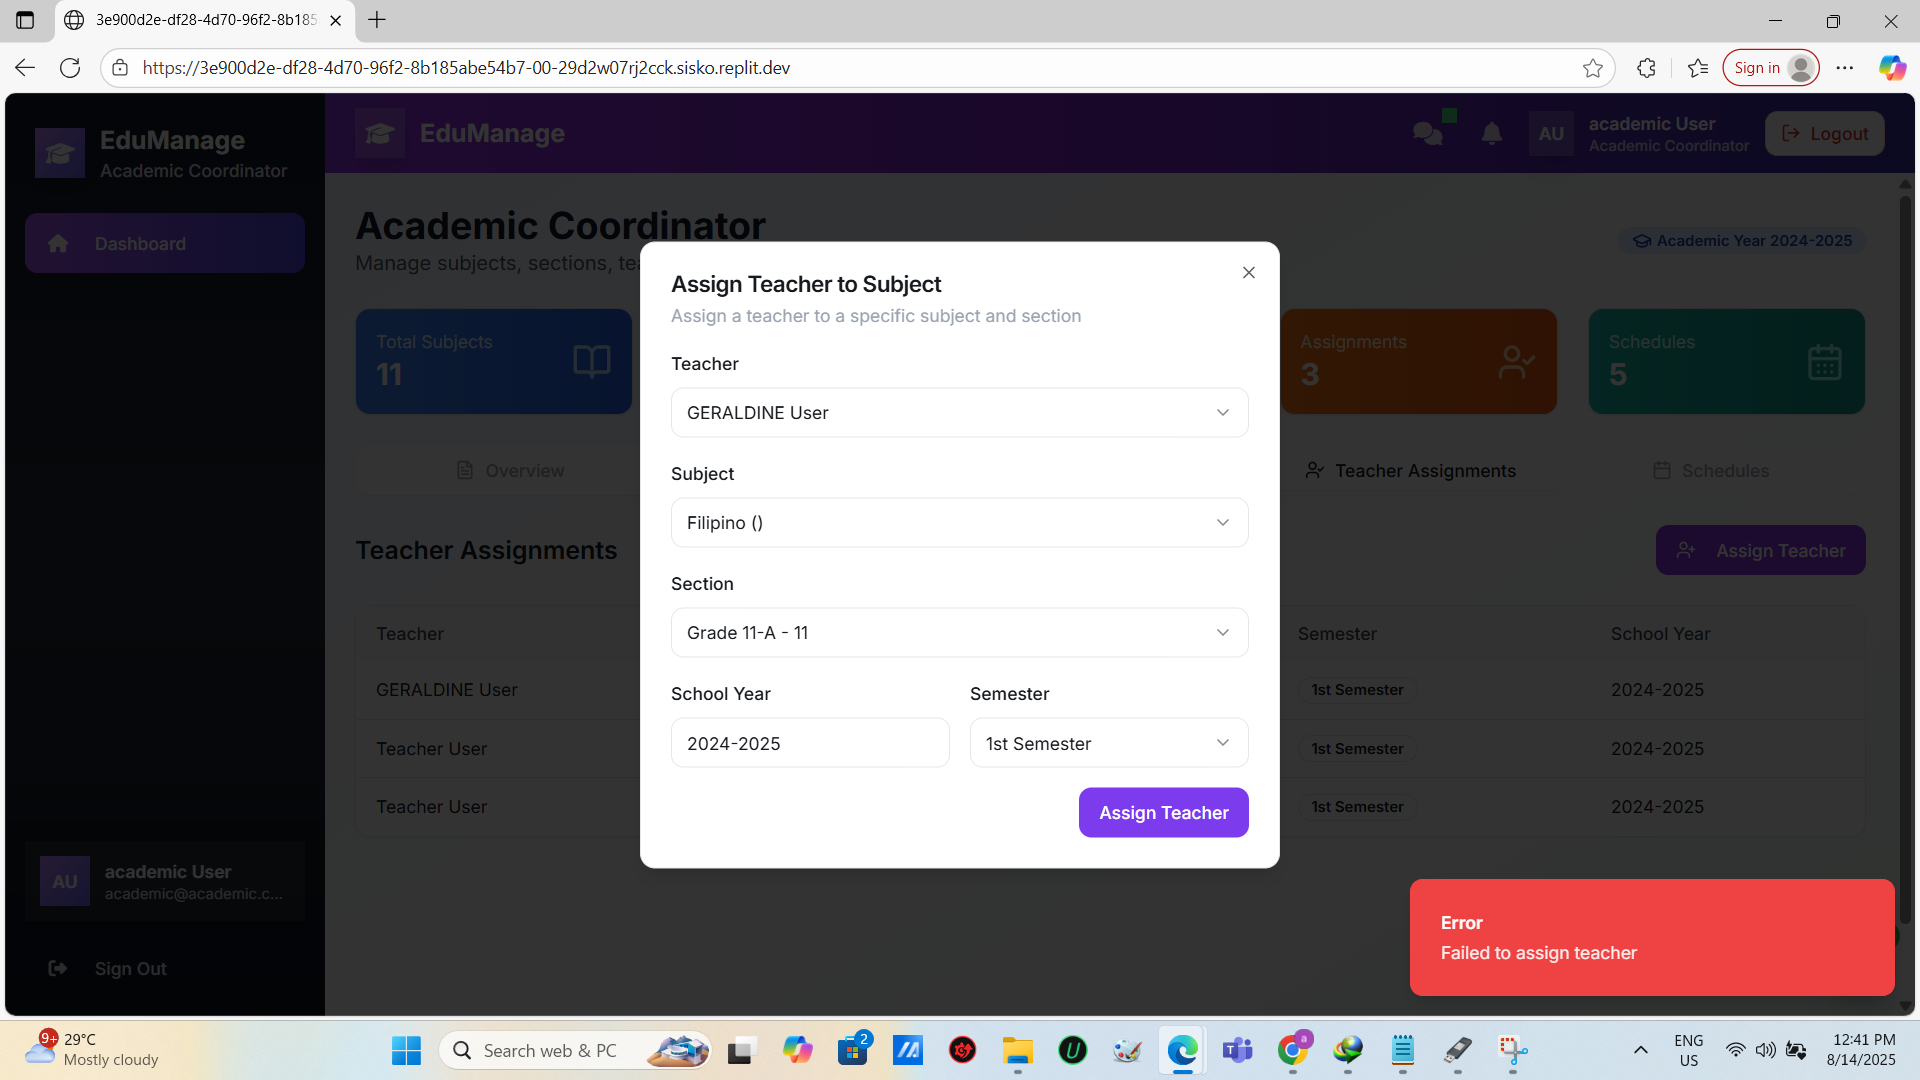 3e900d2e-df28-4d70-96f2-8b185
https://3e900d2e-df28-4d70-96f2-8b185abe54b7-00-29d2w07rj2cck.sisko.replit.dev
Sign in
EduManage
Academic Coordinator
EduManage
AU
academic User
Academic Coordinator
Logout
Dashboard
Academic Coordinator
Manage subjects, sections, te
Academic Year 2024-2025
Total Subjects
11
Assignments
3
Schedules
5
Overview
Teacher Assignments
Schedules
Teacher Assignments
Assign Teacher
Teacher
Semester
School Year
GERALDINE User
1st Semester
2024-2025
Teacher User
1st Semester
2024-2025
Teacher User
1st Semester
2024-2025
Assign Teacher to Subject
Assign a teacher to a specific subject and section
Teacher
GERALDINE User
Subject
Filipino ()
Section
Grade 11-A - 11
School Year
Semester
2024-2025
1st Semester
Assign Teacher
AU
academic User
academic@academic.c...
Sign Out
Error
Failed to assign teacher
9+
29°C
Mostly cloudy
Search web & PC
2
a
ENG
US
12:41 PM
8/14/2025